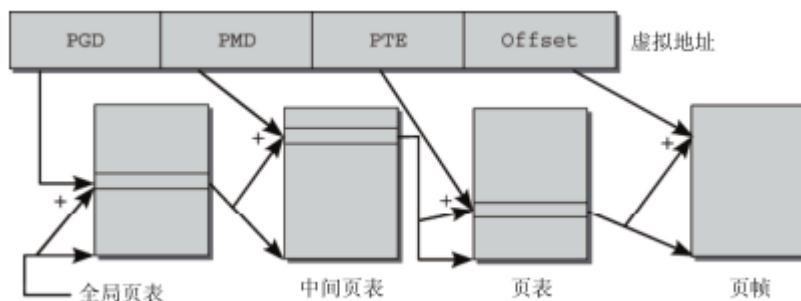 PGD PMD PTE Offset 虚拟地址
+ + + +
全局页表 中间页表 页表 页帧